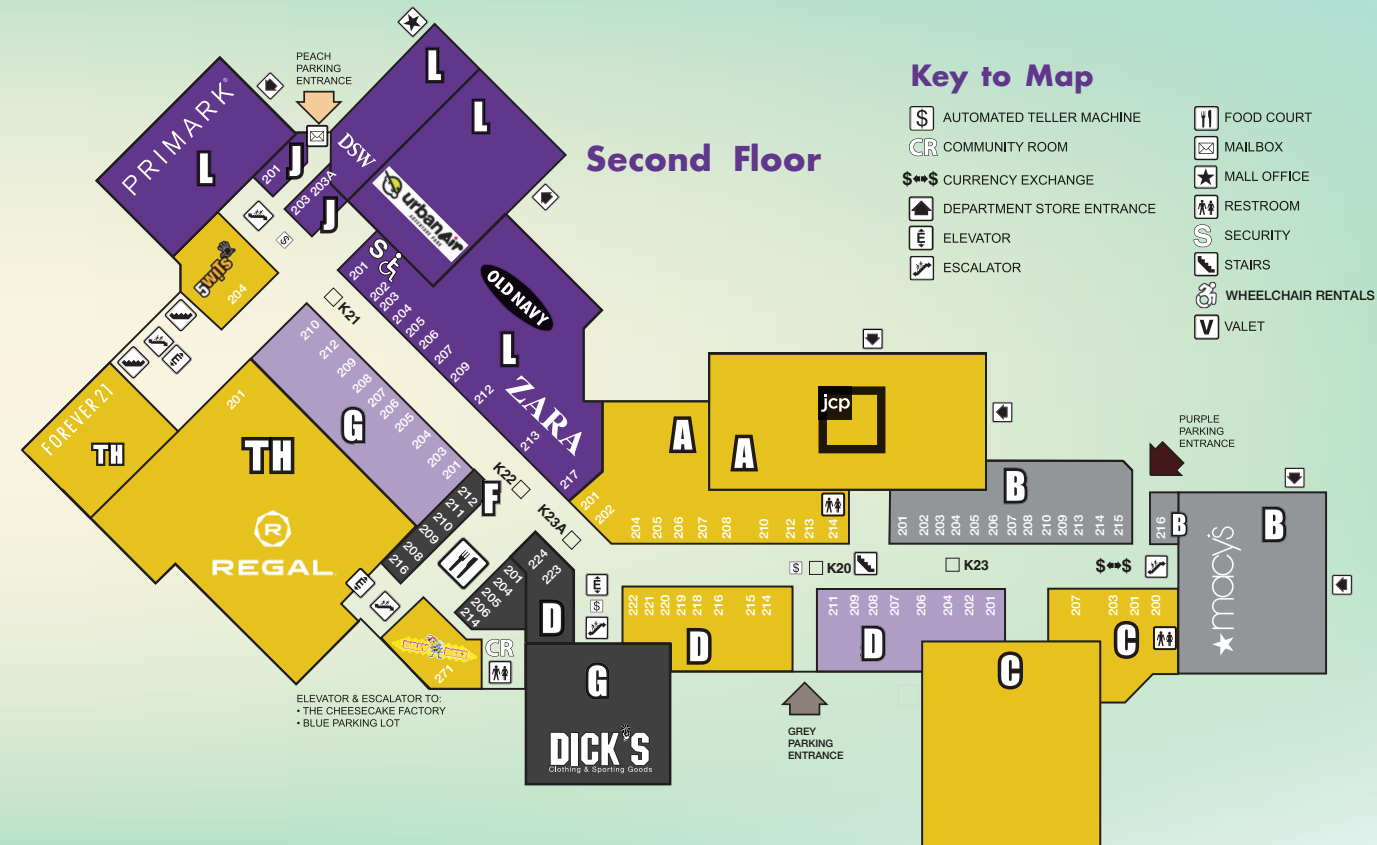 Second Floor
Key to Map
$ AUTOMATED TELLER MACHINE
CR COMMUNITY ROOM
$ $ CURRENCY EXCHANGE
DEPARTMENT STORE ENTRANCE
E ELEVATOR
ESCALATOR
FOOD COURT
MAILBOX
MALL OFFICE
RESTROOM
S SECURITY
STAIRS
WHEELCHAIR RENTALS
V VALET
PEACH
PARKING
ENTRANCE
PRIMARK
L
201
J
203 203A
J
DSW
L
L
urbanAir
ADVENTURE PARK
$
5wits
204
K21
S
201
202
203
204
205
206
207
209
212
213
217
OLD NAVY
L
ZARA
FOREVER 21
TH
E
201
TH
R
REGAL
210
212
209
208
207
206
205
204
203
201
G
K22
K23A
F
212
211
210
209
208
216
E
201
204
205
206
214
224
223
D
E
$
271
CR
ELEVATOR & ESCALATOR TO:
• THE CHEESECAKE FACTORY
• BLUE PARKING LOT
G
DICK'S
Clothing & Sporting Goods
A
201
202
204
205
206
207
208
210
212
213
214
A
jcp
$
K20
K23
B
201
202
203
204
205
206
207
208
210
209
213
214
215
PURPLE
PARKING
ENTRANCE
216
B
B
macys
$ $
222
221
220
219
218
216
215
214
D
211
209
208
207
206
204
202
201
D
GREY
PARKING
ENTRANCE
207
203
201
200
C
C